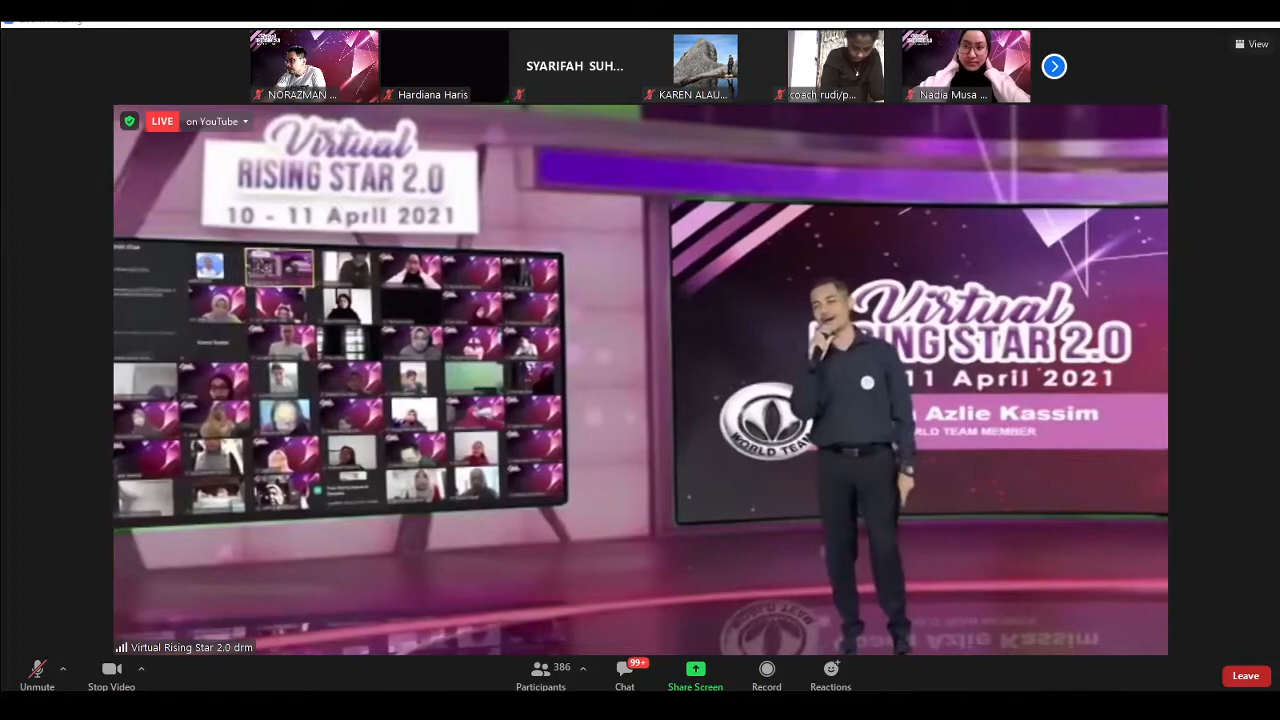 View
NORAZMAN ...
Hardiana Haris
SYARIFAH SUH...
KAREN ALAU...
coach rudi/p...
Nadia Musa ...
LIVE on YouTube
Virtual
RISING STAR 2.0
10 - 11 April 2021
Virtual
NG STAR 2.0
11 April 2021
Azlie Kassim
RLD TEAM MEMBER
WORLD TEAM
Virtual Rising Star 2.0 drm
Unmute
Stop Video
386
Participants
99+
Chat
Share Screen
Record
Reactions
Leave